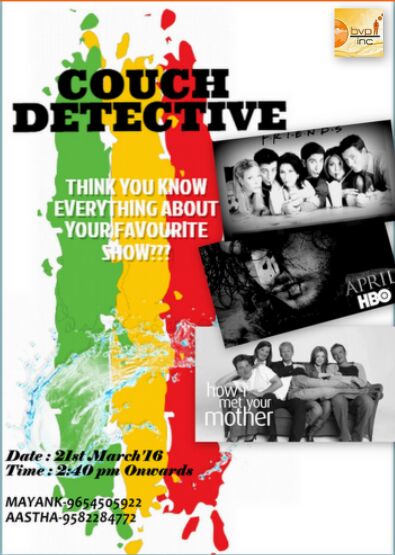 bvp
inc
COUCH
DETECTIVE
FRIENDS
THINK YOU KNOW
EVERYTHING ABOUT
YOUR FAVOURITE
SHOW???
APRIL
HBO
how i
met your
mother
Date : 21st March'16
Time : 2:40 pm Onwards
MAYANK-9654505922
AASTHA-9582284772